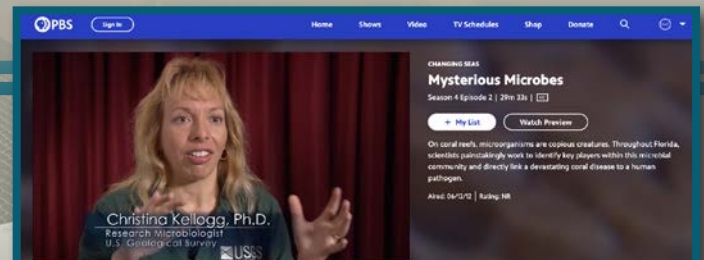 PBS
Sign In
Home Shows Video TV Schedules Shop Donate
CHANGING SEAS
Mysterious Microbes
Season 4 Episode 2 | 29m 33s | CC
+ My List
Watch Preview
On coral reefs, microorganisms are copious creatures. Throughout Florida,
scientists painstakingly work to identify key players within this microbial
community and directly link a devastating coral disease to a human
pathogen.
Aired: 06/12/12 | Rating: NR
Christina Kellogg, Ph.D.
Research Microbiologist
U.S. Geological Survey
USGS